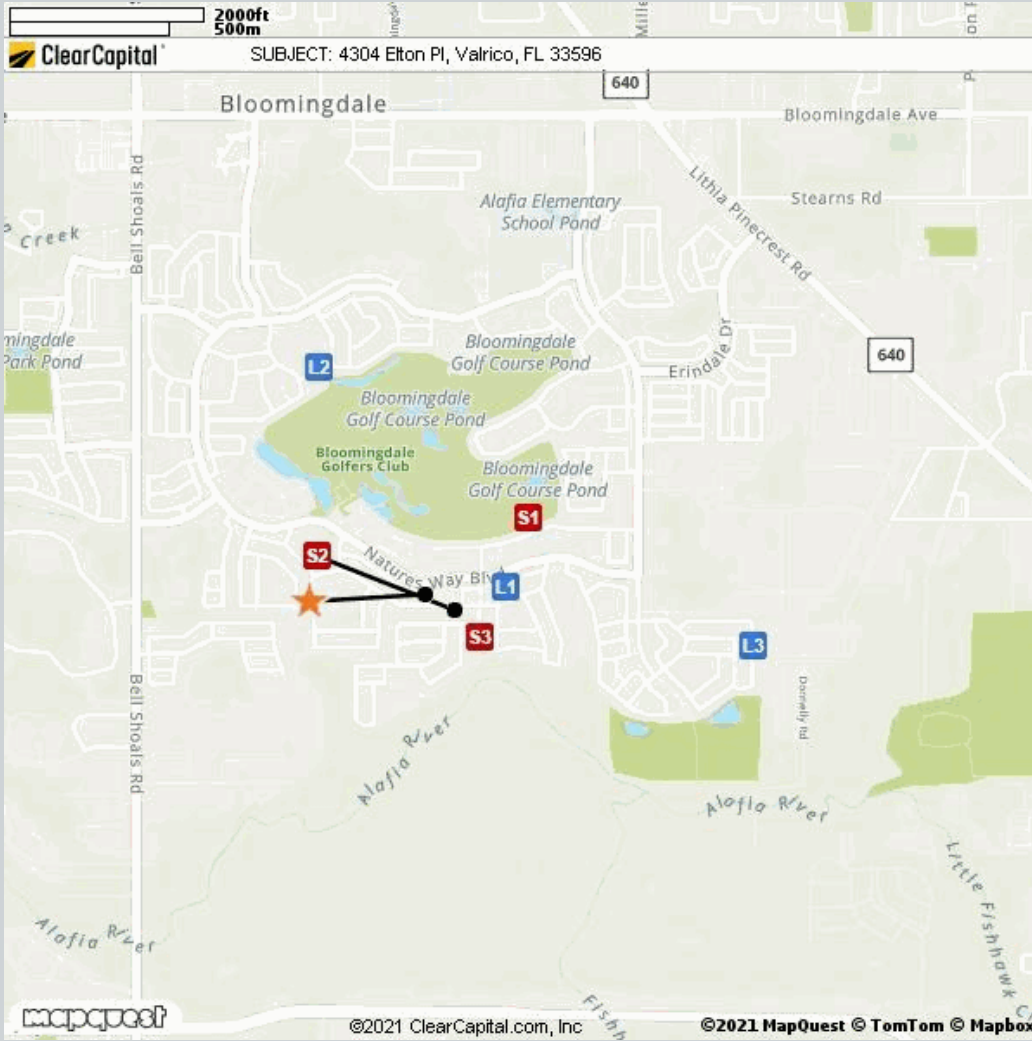 2000ft
500m
ClearCapital
SUBJECT: 4304 Elton Pl, Valrico, FL 33596
640
Bloomingdale
Bloomingdale Ave
Bell Shoals Rd
Lithia Pinecrest Rd
Stearns Rd
Alafia Elementary
School Pond
Creek
Park Pond
L2
Bloomingdale
Golf Course Pond
Erindale Dr
640
Bloomingdale
Golf Course Pond
Bloomingdale
Golfers Club
Bloomingdale
Golf Course Pond
S1
S2
Natures Way Blvd
L1
S3
L3
Bell Shoals Rd
Donnelly Rd
Alafia River
Alafia River
Alafia River
Little Fishhawk C
Fishh
mapquest
©2021 ClearCapital.com, Inc
©2021 MapQuest © TomTom © Mapbox